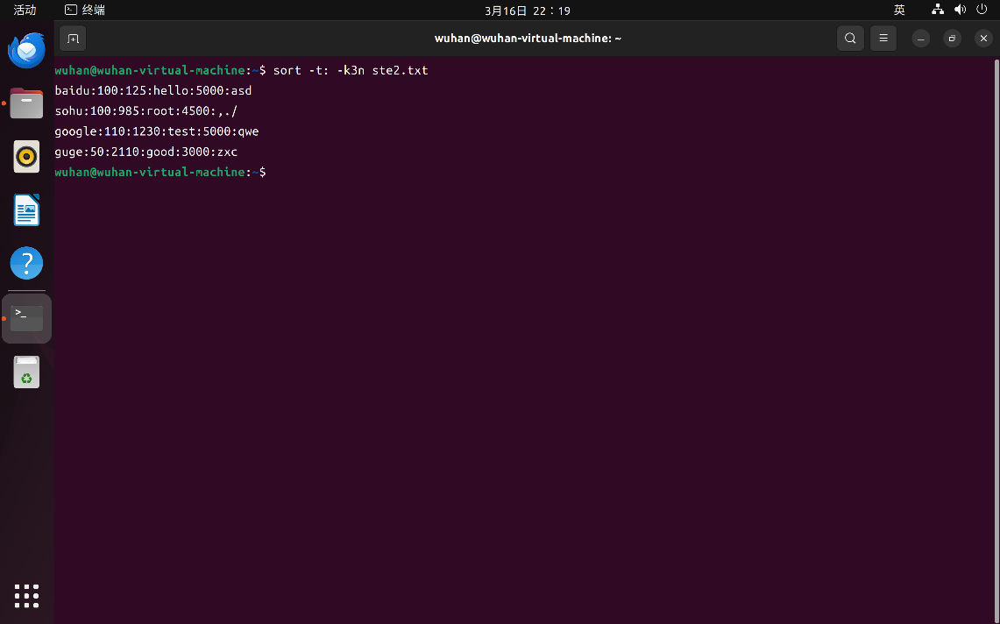 活动 终端 3月16日 22：19 英
wuhan@wuhan-virtual-machine: ~
wuhan@wuhan-virtual-machine:~$ sort -t: -k3n ste2.txt
baidu:100:125:hello:5000:asd
sohu:100:985:root:4500:,./
google:110:1230:test:5000:qwe
guge:50:2110:good:3000:zxc
wuhan@wuhan-virtual-machine:~$